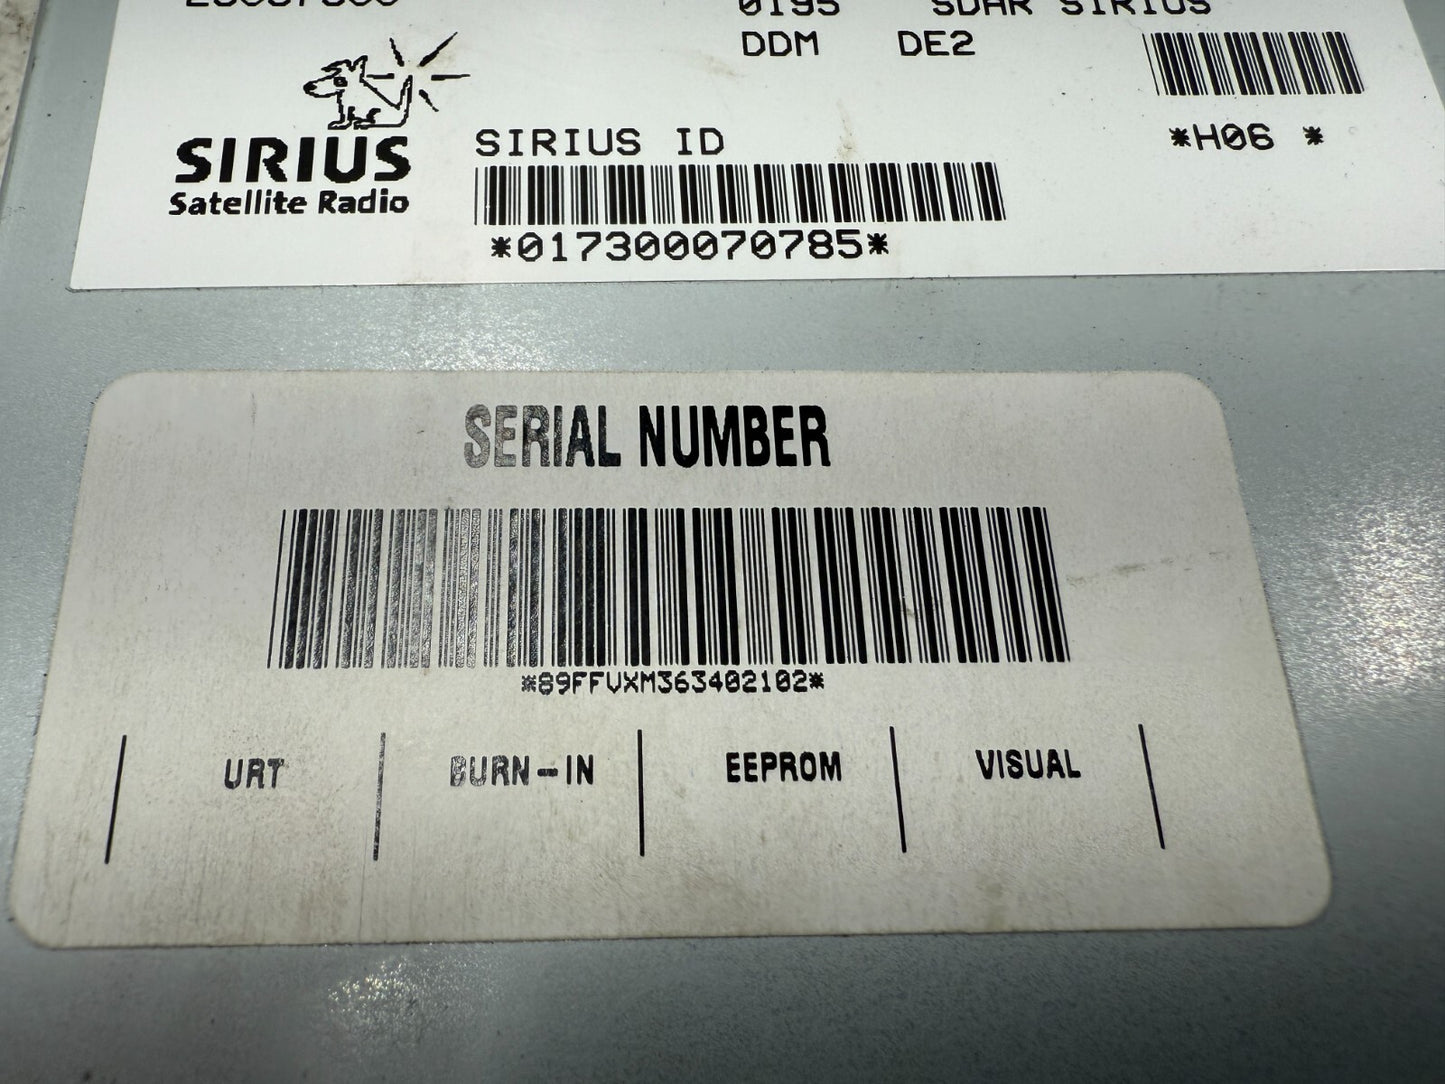 0195 SDAR SIRIUS
DDM DE2
*H06 *
SIRIUS
Satellite Radio
SIRIUS ID
*017300070785*
SERIAL NUMBER
*89FFVXM363402102*
URT BURN-IN EEPROM VISUAL